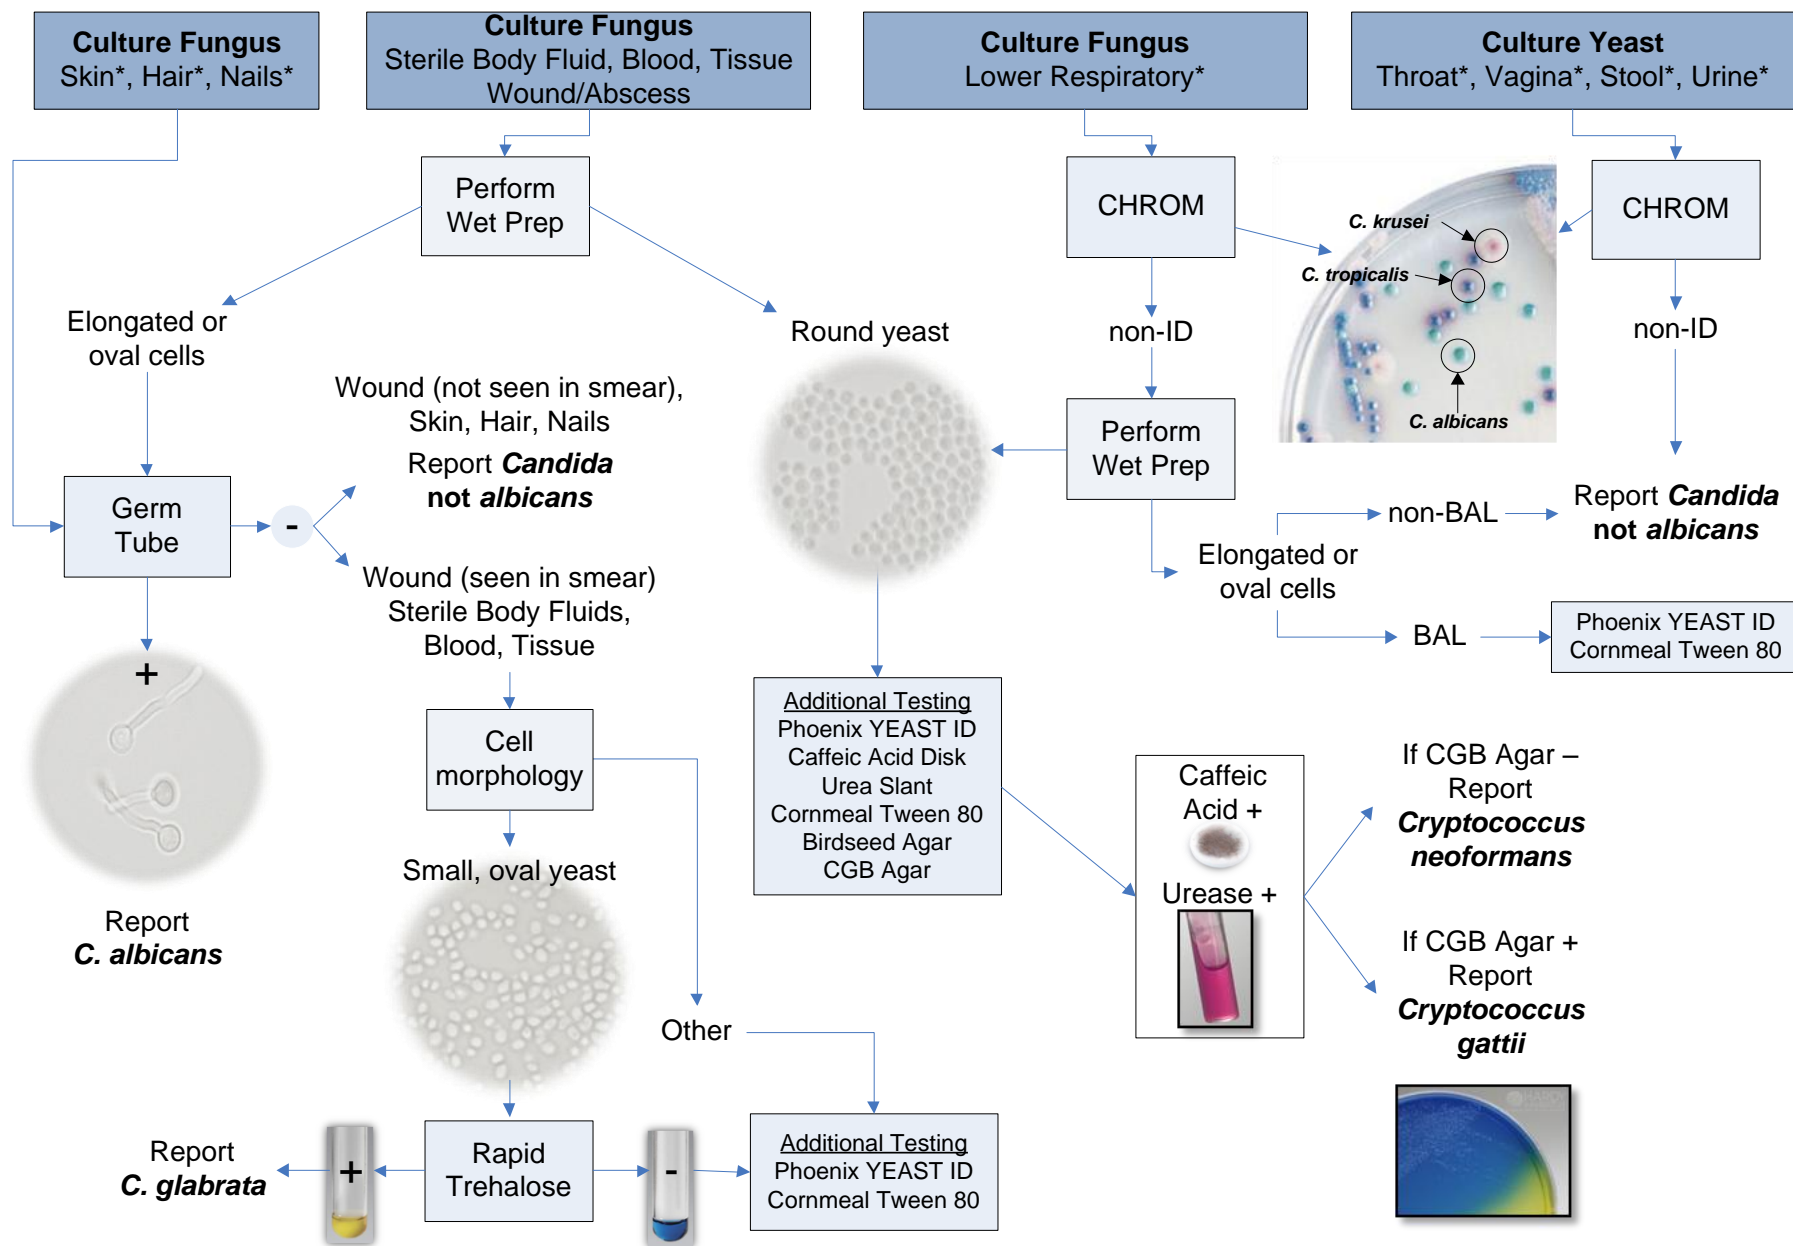 Culture Fungus
Skin*, Hair*, Nails*
Culture Fungus
Sterile Body Fluid, Blood, Tissue
Wound/Abscess
Culture Fungus
Lower Respiratory*
Culture Yeast
Throat*, Vagina*, Stool*, Urine*
Perform
Wet Prep
CHROM
CHROM
C. krusei
C. tropicalis
C. albicans
Elongated or
oval cells
Round yeast
non-ID
non-ID
Wound (not seen in smear),
Skin, Hair, Nails
Report Candida
not albicans
Perform
Wet Prep
Germ
Tube
-
non-BAL
Report Candida
not albicans
Elongated or
oval cells
BAL
Phoenix YEAST ID
Cornmeal Tween 80
Wound (seen in smear)
Sterile Body Fluids,
Blood, Tissue
+
Report
C. albicans
Cell
morphology
Additional Testing
Phoenix YEAST ID
Caffeic Acid Disk
Urea Slant
Cornmeal Tween 80
Birdseed Agar
CGB Agar
Caffeic
Acid +
Urease +
If CGB Agar –
Report
Cryptococcus
neoformans
If CGB Agar +
Report
Cryptococcus
gattii
Small, oval yeast
Other
Report
C. glabrata
+
Rapid
Trehalose
-
Additional Testing
Phoenix YEAST ID
Cornmeal Tween 80